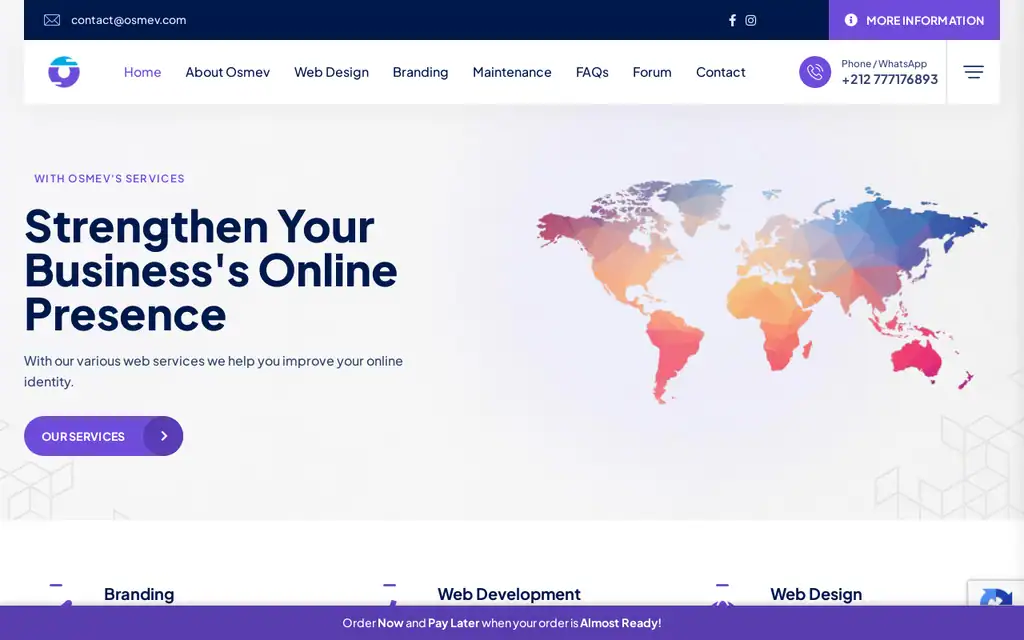 contact@osmev.com
MORE INFORMATION
Home
About Osmev
Web Design
Branding
Maintenance
FAQs
Forum
Contact
Phone / WhatsApp
+212 777176893
WITH OSMEV'S SERVICES
Strengthen Your
Business's Online
Presence
With our various web services we help you improve your online
identity.
OUR SERVICES
Branding
Web Development
Web Design
Order Now and Pay Later when your order is Almost Ready!